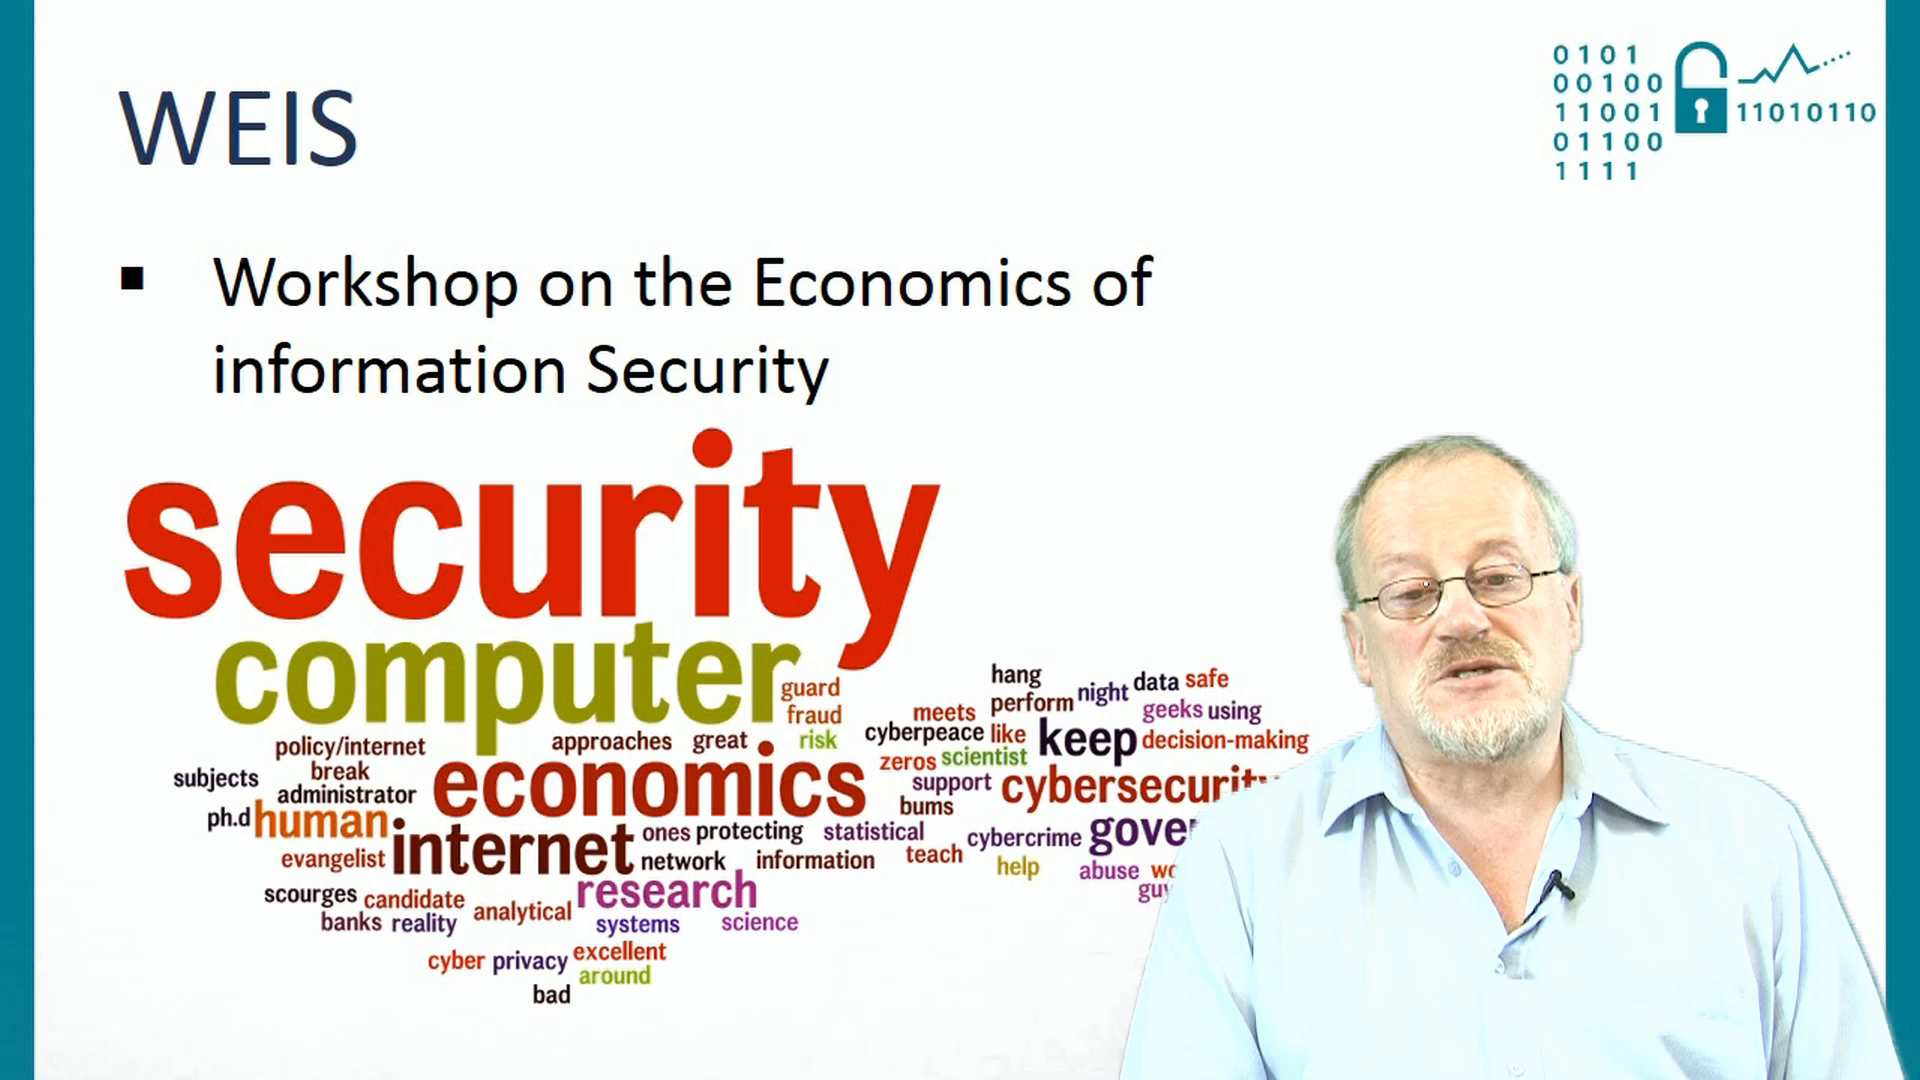 WEIS
0101
00100
11001
01100
1111
11010110
▪ Workshop on the Economics of
information Security
security
computer
guard
fraud
risk
hang
perform night data safe
meets geeks using
cyberpeace like keep decision-making
zeros scientist
support cybersecurity
bums
policy/internet approaches great
subjects break
administrator economics
ph.d human
internet ones protecting statistical cybercrime
evangelist network information teach
help abuse
scourges candidate research
banks reality analytical systems science
cyber privacy excellent
around
bad